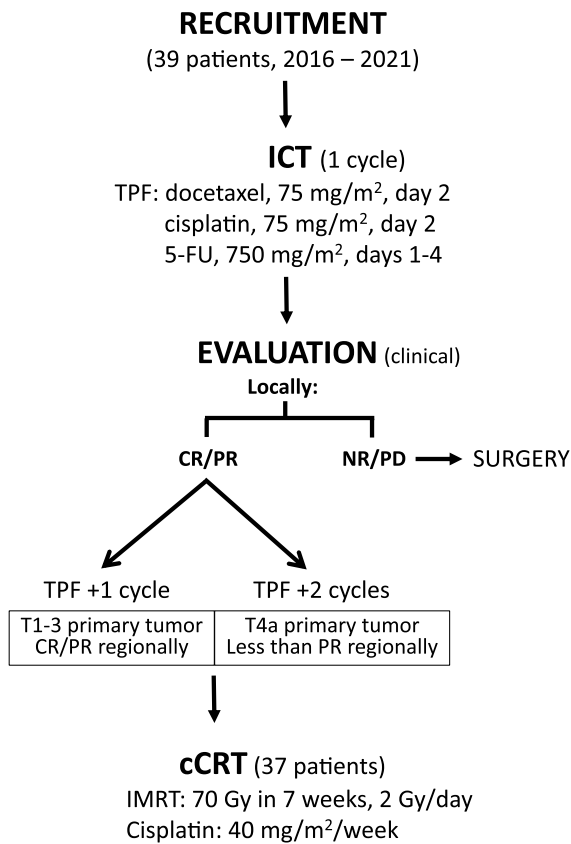 RECRUITMENT
(39 patients, 2016 – 2021)
ICT (1 cycle)
TPF: docetaxel, 75 mg/m², day 2
cisplatin, 75 mg/m², day 2
5-FU, 750 mg/m², days 1-4
EVALUATION (clinical)
Locally:
CR/PR
NR/PD
SURGERY
TPF +1 cycle
TPF +2 cycles
T1-3 primary tumor
CR/PR regionally
T4a primary tumor
Less than PR regionally
cCRT (37 patients)
IMRT: 70 Gy in 7 weeks, 2 Gy/day
Cisplatin: 40 mg/m²/week